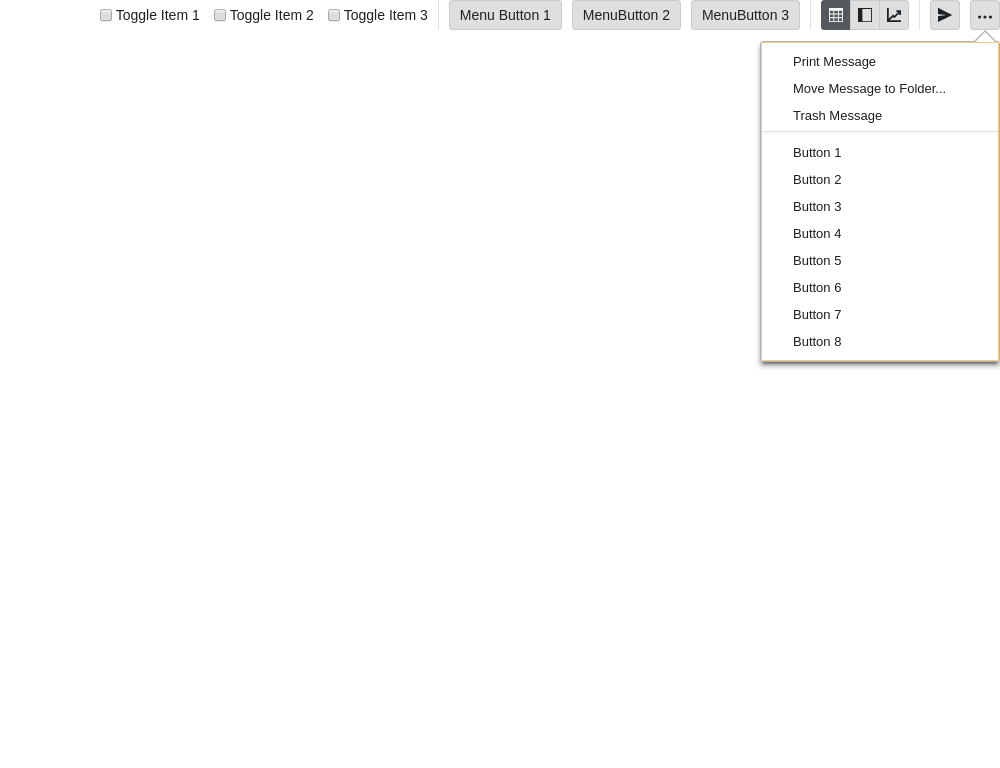 Toggle Item 1 Toggle Item 2 Toggle Item 3 Menu Button 1 MenuButton 2 MenuButton 3
Print Message
Move Message to Folder...
Trash Message
Button 1
Button 2
Button 3
Button 4
Button 5
Button 6
Button 7
Button 8